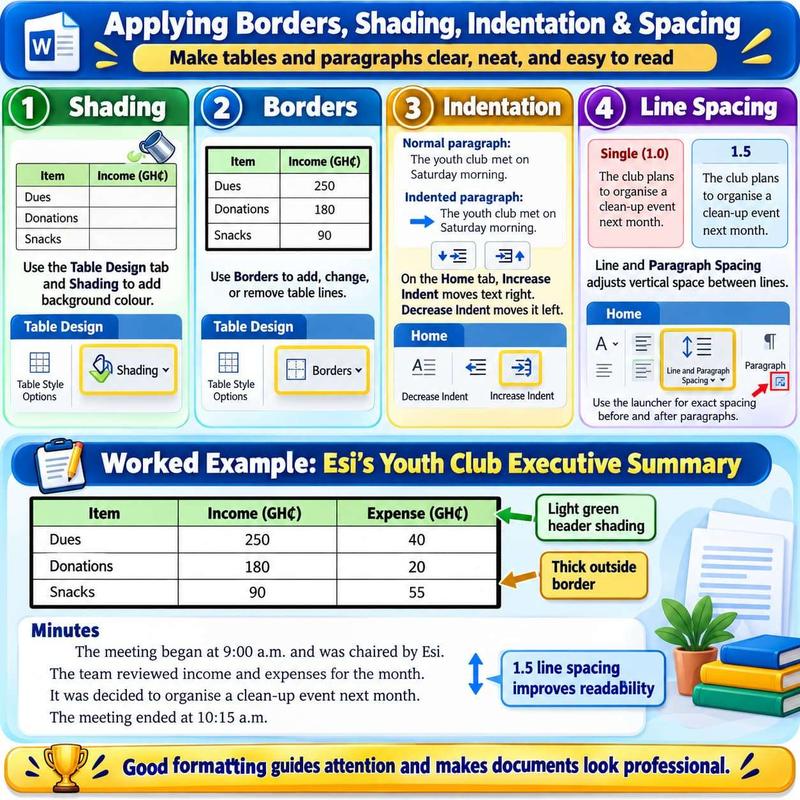 W
Applying Borders, Shading, Indentation & Spacing
Make tables and paragraphs clear, neat, and easy to read
1 Shading
Item Income (GH₵)
Dues
Donations
Snacks
Use the Table Design tab
and Shading to add
background colour.
Table Design
Table Style
Options
Shading
2 Borders
Item Income (GH₵)
Dues 250
Donations 180
Snacks 90
Use Borders to add, change,
or remove table lines.
Table Design
Table Style
Options
Borders
3 Indentation
Normal paragraph:
The youth club met on
Saturday morning.
Indented paragraph:
The youth club met on
Saturday morning.
On the Home tab, Increase
Indent moves text right.
Decrease Indent moves it left.
Home
A
Decrease Indent Increase Indent
4 Line Spacing
Single (1.0)
The club plans
to organise a
clean-up event
next month.
1.5
The club plans
to organise a
clean-up event
next month.
Line and Paragraph Spacing
adjusts vertical space between lines.
Home
A
¶
Line and Paragraph
Spacing
Paragraph
Use the launcher for exact spacing
before and after paragraphs.
Worked Example: Esi's Youth Club Executive Summary
Item Income (GH₵) Expense (GH₵)
Dues 250 40
Donations 180 20
Snacks 90 55
Light green
header shading
Thick outside
border
Minutes
The meeting began at 9:00 a.m. and was chaired by Esi.
The team reviewed income and expenses for the month.
It was decided to organise a clean-up event next month.
The meeting ended at 10:15 a.m.
1.5 line spacing
improves readability
Good formatting guides attention and makes documents look professional.